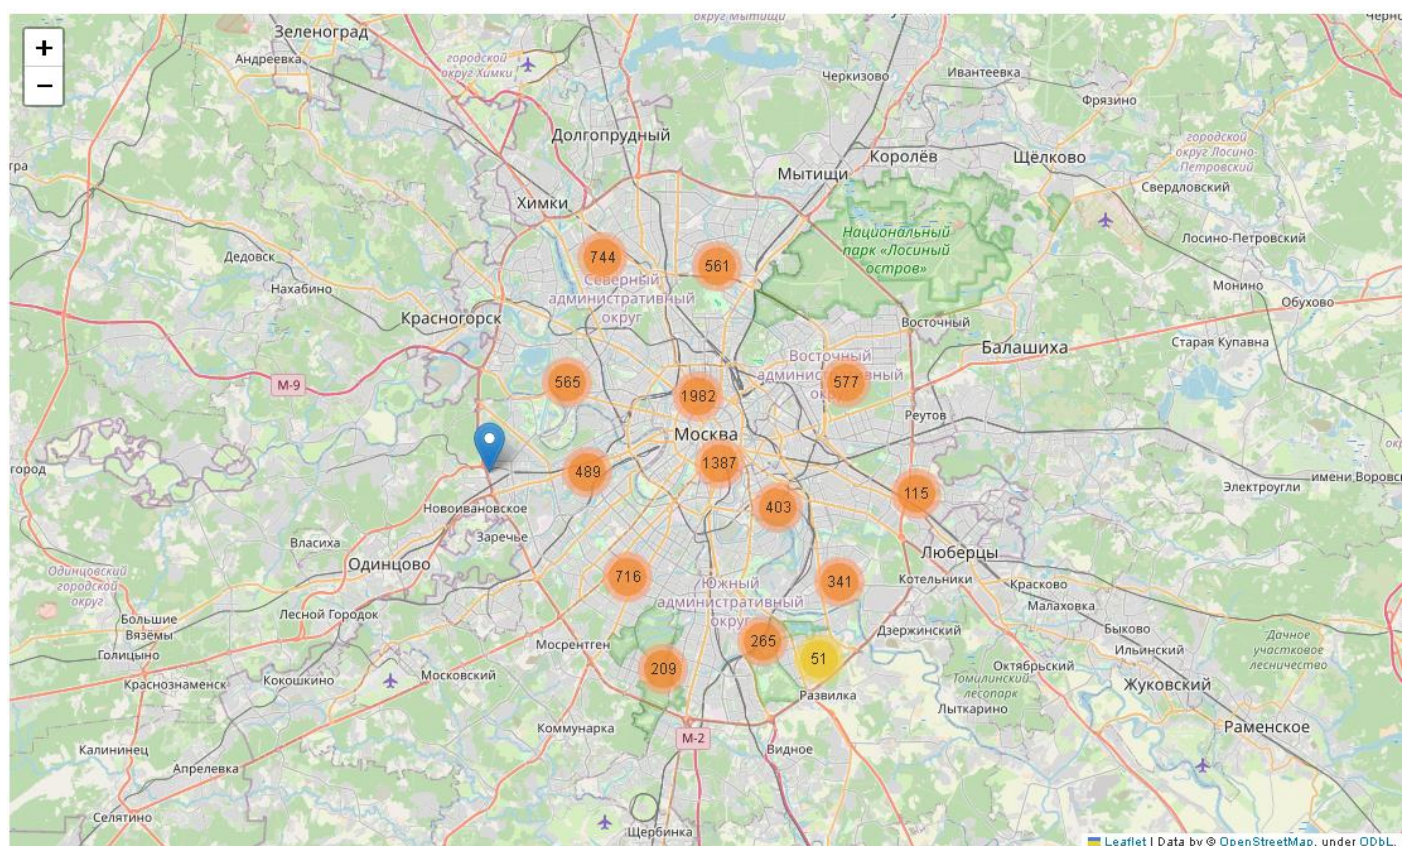 +
−
Зеленоград
Андреевка
городской
округ Химки
округ Мытищи
Черкизово
Ивантеевка
Фрязино
Долгопрудный
Королёв
Щёлково
городской
округ Лосино-
Петровский
Мытищи
Свердловский
Химки
Национальный
парк «Лосиный
остров»
Лосино-Петровский
Дедовск
744
561
Северный
административный
округ
Монино
Обухово
Нахабино
Красногорск
Восточный
Старая Купавна
Балашиха
Восточный
административный
округ
М-9
565
1982
577
Реутов
Москва
город
489
1387
115
имени Воровск
Электроугли
403
Новоивановское
Заречье
Власиха
Одинцово
Люберцы
Одинцовский
городской
округ
716
Южный
административный
округ
341
Котельники
Красково
Малаховка
Лесной Городок
Большие
Вязёмы
Голицыно
Мосрентген
265
51
209
Дзержинский
Быково
Ильинский
Дачное
участковое
лесничество
Октябрьский
Томилинский
лесопарк
Краснознаменск
Кокошкино
Московский
Развилка
Лыткарино
Жуковский
Коммунарка
М-2
Видное
Раменское
Калининец
Апрелевка
Селятино
Щербинка
Leaflet | Data by © OpenStreetMap, under ODbL.